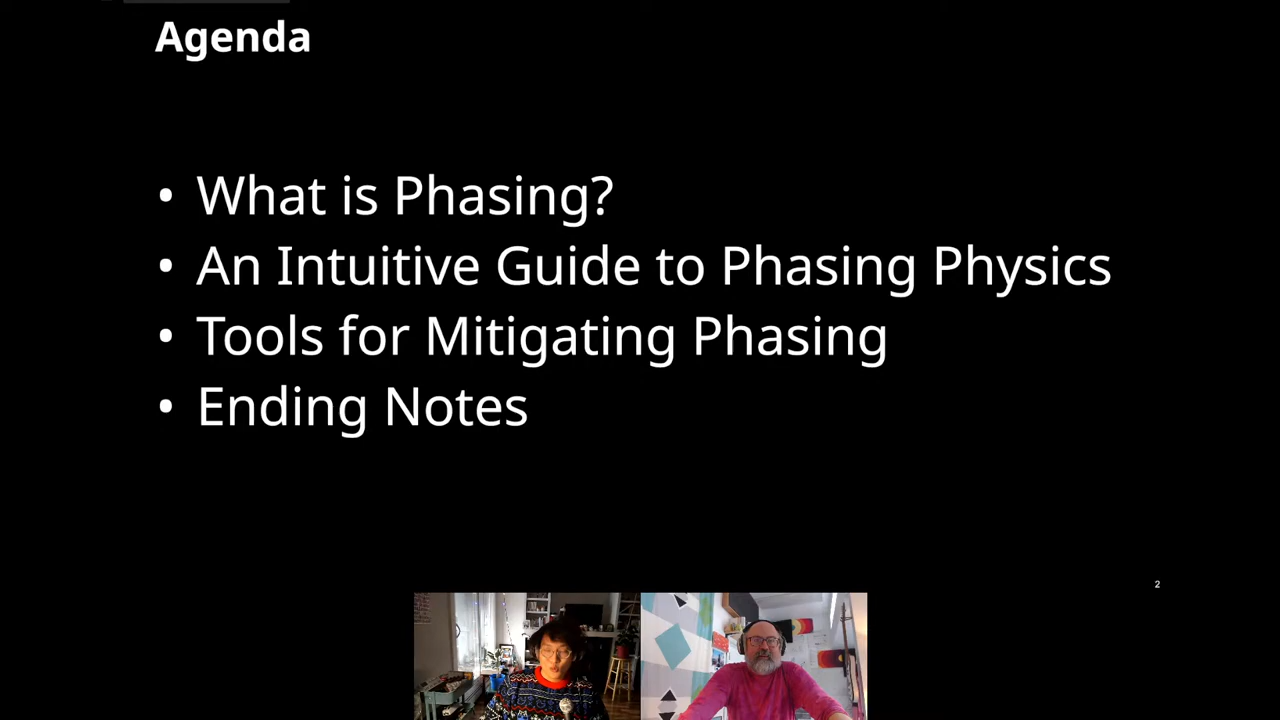 Agenda
• What is Phasing?
• An Intuitive Guide to Phasing Physics
• Tools for Mitigating Phasing
• Ending Notes
2